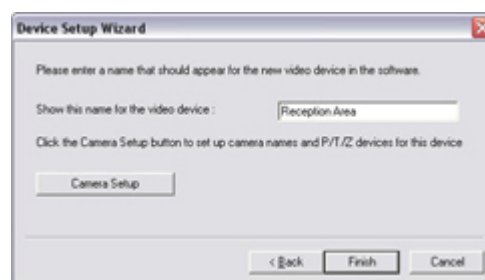 Device Setup Wizard
Please enter a name that should appear for the new video device in the software.
Show this name for the video device :
Reception Area
Click the Camera Setup button to set up camera names and P/T/Z devices for this device
Camera Setup
< Back
Finish
Cancel